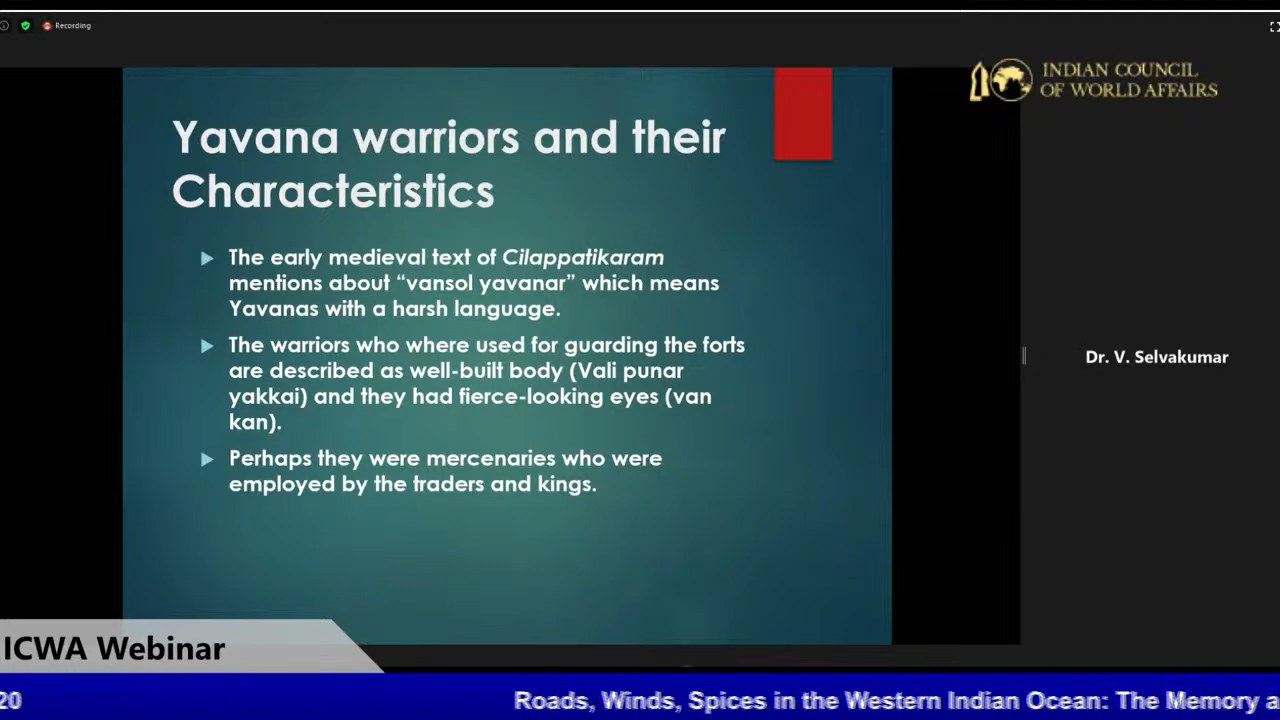 Recording
INDIAN COUNCIL
OF WORLD AFFAIRS
Yavana warriors and their
Characteristics
The early medieval text of Cilappatikaram
mentions about “vansol yavanar” which means
Yavanas with a harsh language.
The warriors who where used for guarding the forts
are described as well-built body (Vali punar
yakkai) and they had fierce-looking eyes (van
kan).
Perhaps they were mercenaries who were
employed by the traders and kings.
Dr. V. Selvakumar
ICWA Webinar
20 Roads, Winds, Spices in the Western Indian Ocean: The Memory a